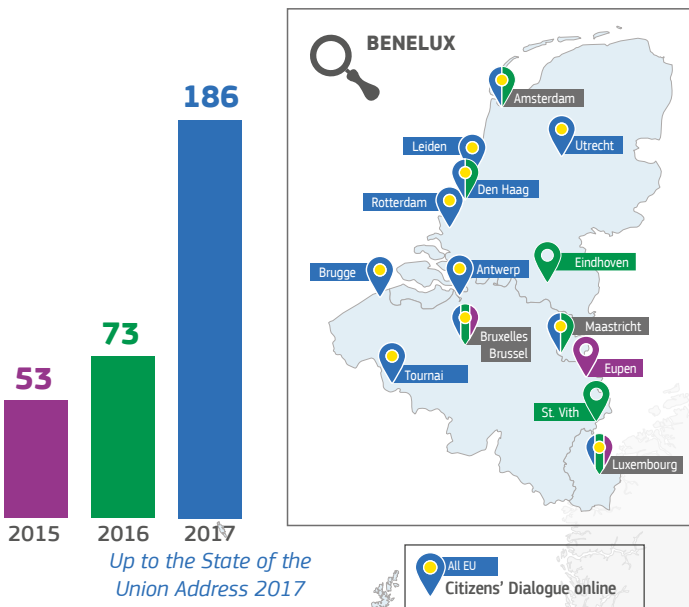 186
73
53
2015
2016
2017
Up to the State of the
Union Address 2017
BENELUX
Amsterdam
Leiden
Utrecht
Den Haag
Rotterdam
Eindhoven
Brugge
Antwerp
Bruxelles
Brussel
Maastricht
Eupen
Tournai
St. Vith
Luxembourg
All EU
Citizens' Dialogue online